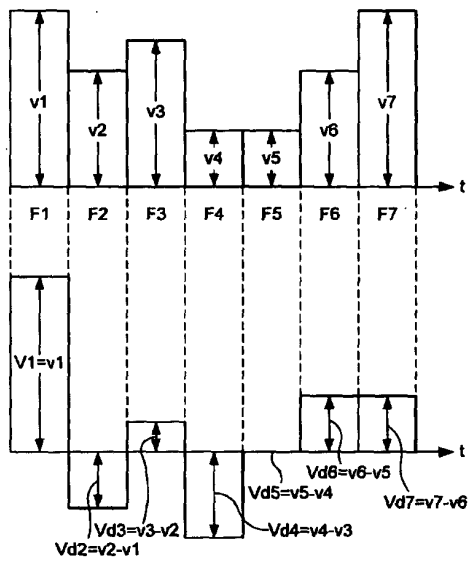 v1
v2
v3
v4
v5
v6
v7
t
F1
F2
F3
F4
F5
F6
F7
V1=v1
t
Vd6=v6-v5
Vd5=v5-v4
Vd7=v7-v6
Vd3=v3-v2
Vd4=v4-v3
Vd2=v2-v1